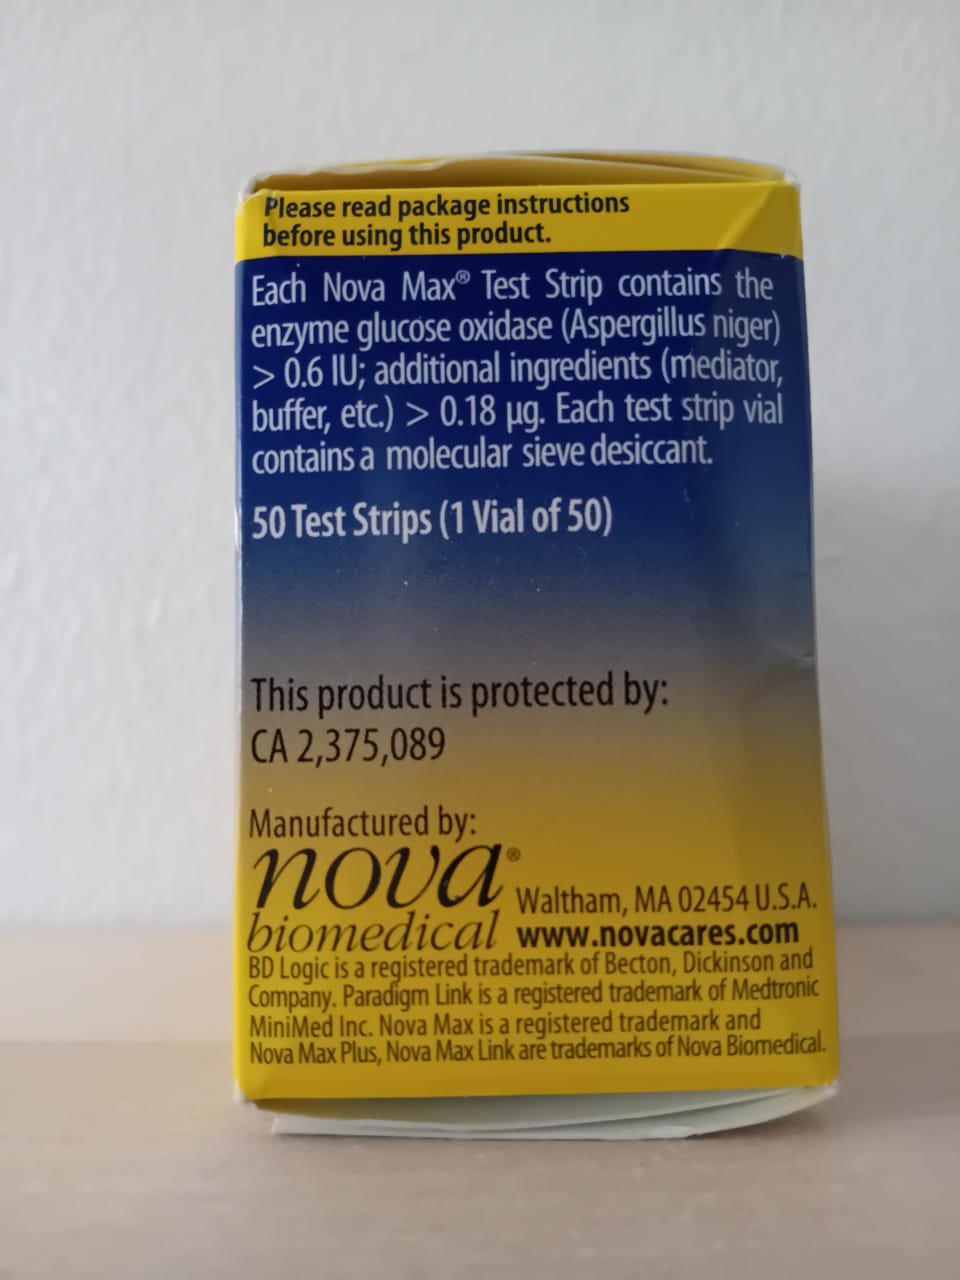 Please read package instructions
before using this product.
Each Nova Max® Test Strip contains the
enzyme glucose oxidase (Aspergillus niger)
> 0.6 IU; additional ingredients (mediator,
buffer, etc.) > 0.18 µg. Each test strip vial
contains a molecular sieve desiccant.
50 Test Strips (1 Vial of 50)
This product is protected by:
CA 2,375,089
Manufactured by:
nova®
biomedical
Waltham, MA 02454 U.S.A.
www.novacares.com
BD Logic is a registered trademark of Becton, Dickinson and
Company. Paradigm Link is a registered trademark of Medtronic
MiniMed Inc. Nova Max is a registered trademark and
Nova Max Plus, Nova Max Link are trademarks of Nova Biomedical.